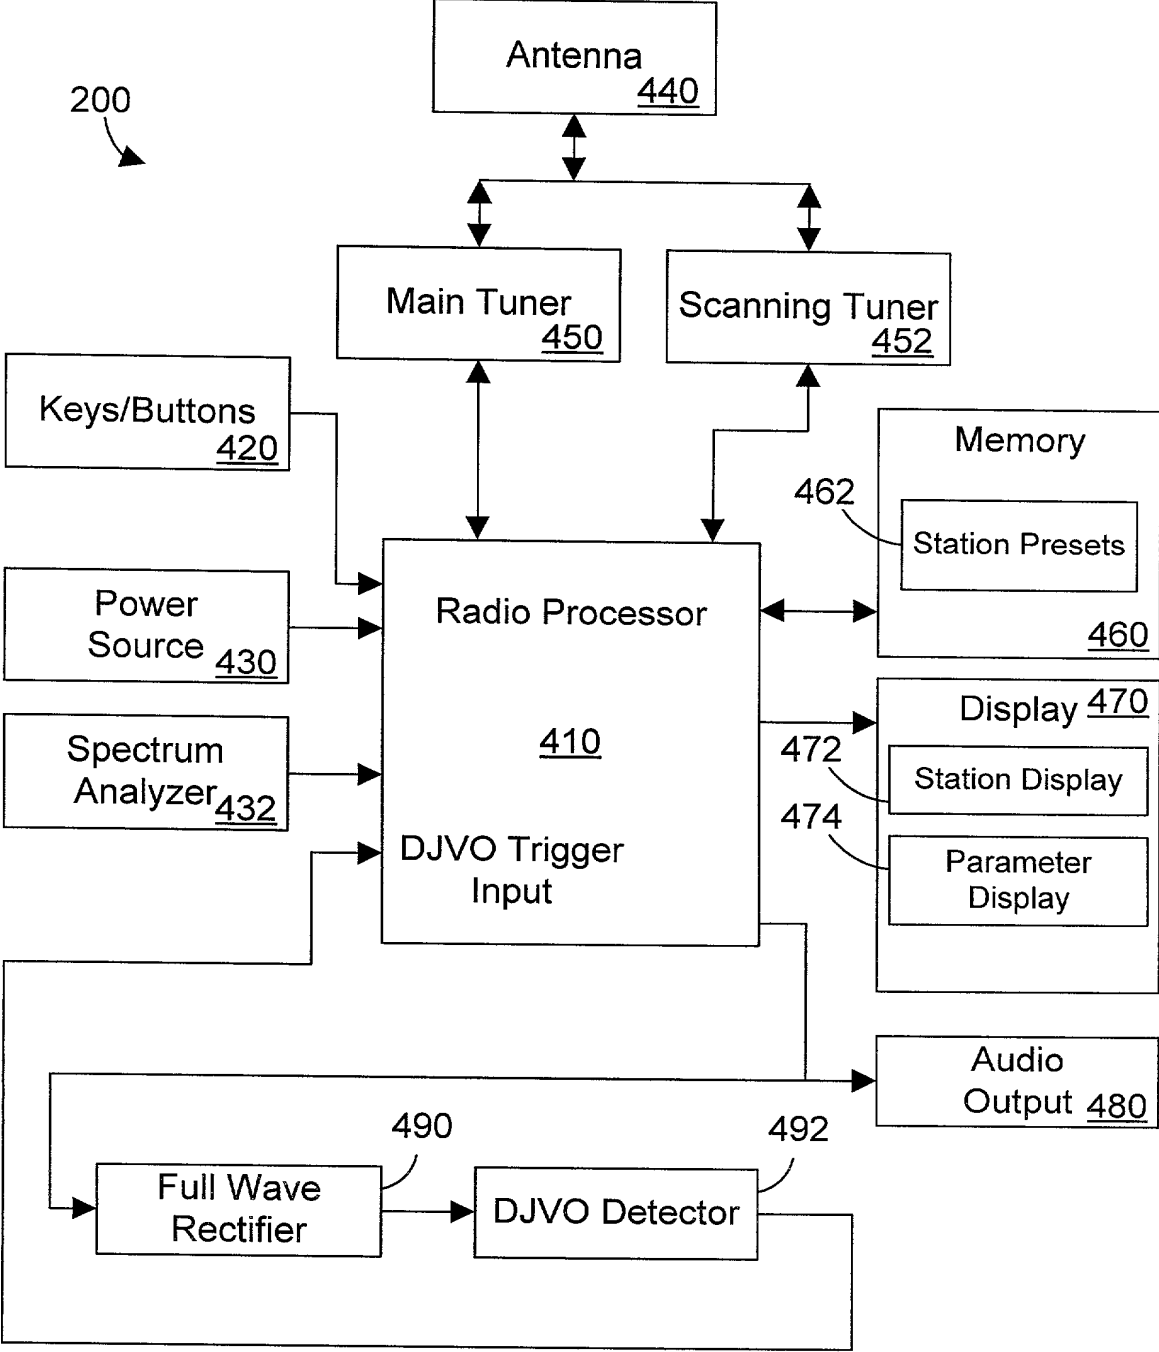 Antenna
440
200
Main Tuner
450
Scanning Tuner
452
Keys/Buttons
420
Memory
462
Station Presets
460
Power
Source
430
Radio Processor
410
DJVO Trigger
Input
Spectrum
Analyzer
432
Display
470
472
Station Display
474
Parameter
Display
Audio
Output
480
490
Full Wave
Rectifier
492
DJVO Detector